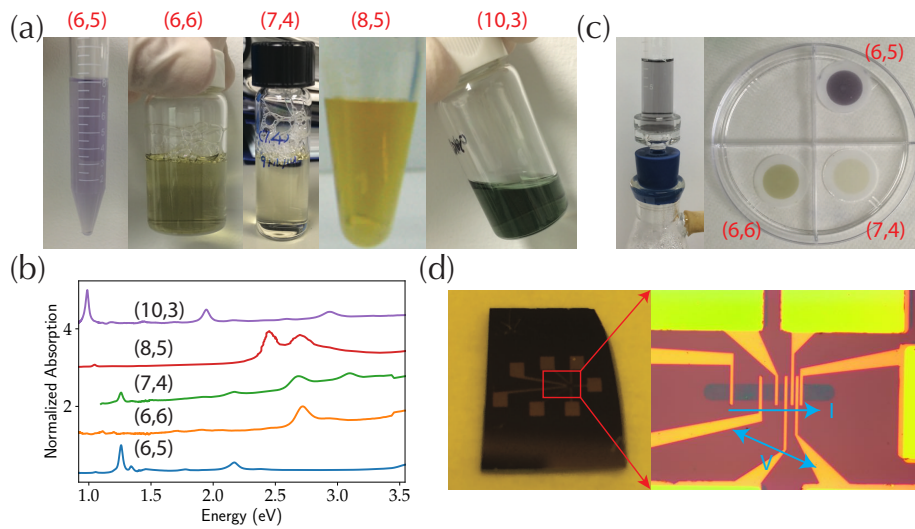 (a)
(6,5)
(6,6)
(7,4)
(8,5)
(10,3)
(c)
(6,5)
(6,6)
(7,4)
(b)
Normalized Absorption
4
2
(10,3)
(8,5)
(7,4)
(6,6)
(6,5)
1.0 1.5 2.0 2.5 3.0 3.5
Energy (eV)
(d)
I
V